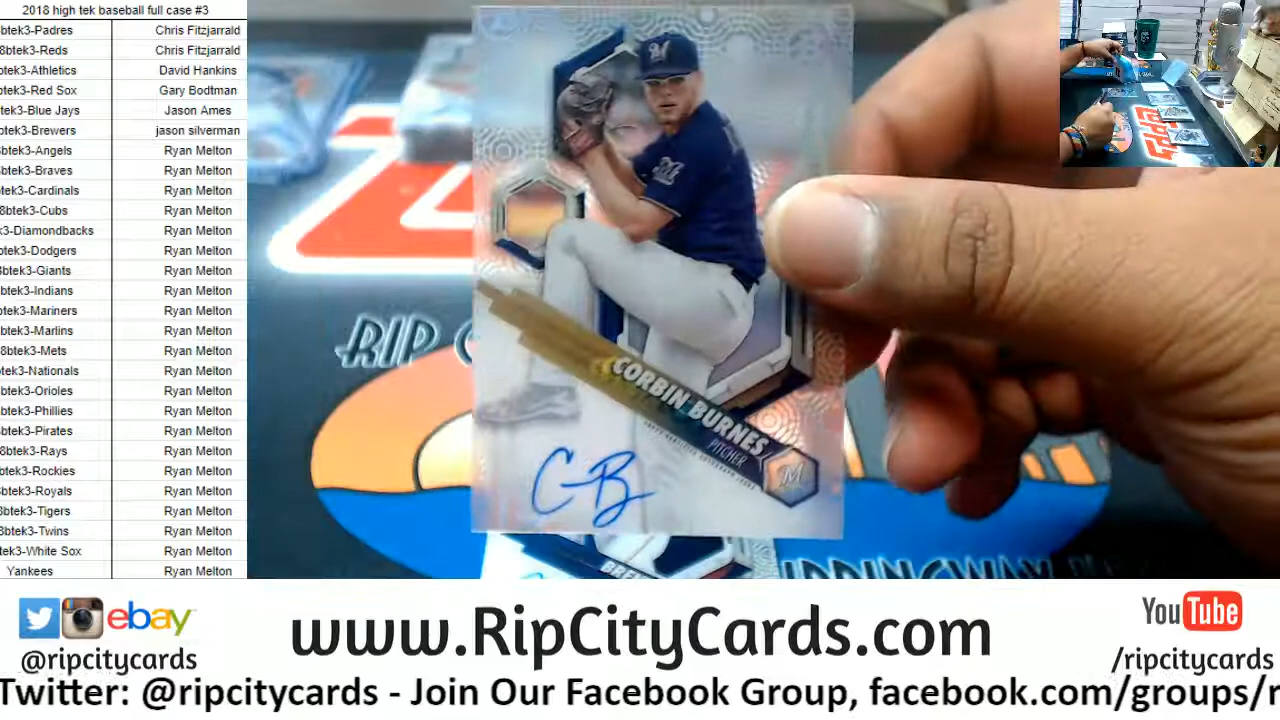 2018 high tek baseball full case #3
btek3-Padres Chris Fitzjarrald
8btek3-Reds Chris Fitzjarrald
btek3-Athletics David Hankins
btek3-Red Sox Gary Bodtman
tek3-Blue Jays Jason Ames
btek3-Brewers jason silverman
btek3-Angels Ryan Melton
btek3-Braves Ryan Melton
tek3-Cardinals Ryan Melton
8btek3-Cubs Ryan Melton
k3-Diamondbacks Ryan Melton
btek3-Dodgers Ryan Melton
btek3-Giants Ryan Melton
btek3-Indians Ryan Melton
btek3-Mariners Ryan Melton
btek3-Marlins Ryan Melton
8btek3-Mets Ryan Melton
tek3-Nationals Ryan Melton
btek3-Orioles Ryan Melton
btek3-Phillies Ryan Melton
btek3-Pirates Ryan Melton
8btek3-Rays Ryan Melton
btek3-Rockies Ryan Melton
btek3-Royals Ryan Melton
8btek3-Tigers Ryan Melton
8btek3-Twins Ryan Melton
tek3-White Sox Ryan Melton
Yankees Ryan Melton
RIP C
M
CORBIN BURNES
PITCHER
M
CB
BRE
ebay
@ripcitycards
www.RipCityCards.com
YouTube
/ripcitycards
Twitter: @ripcitycards - Join Our Facebook Group, facebook.com/groups/r